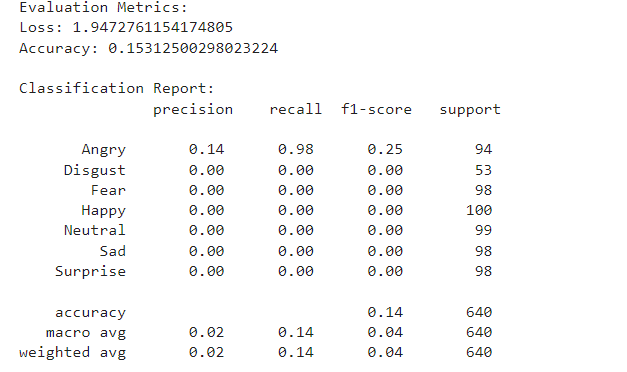 Evaluation Metrics:
Loss: 1.9472761154174805
Accuracy: 0.15312500298023224
Classification Report:
precision recall f1-score support
Angry 0.14 0.98 0.25 94
Disgust 0.00 0.00 0.00 53
Fear 0.00 0.00 0.00 98
Happy 0.00 0.00 0.00 100
Neutral 0.00 0.00 0.00 99
Sad 0.00 0.00 0.00 98
Surprise 0.00 0.00 0.00 98
accuracy 0.14 640
macro avg 0.02 0.14 0.04 640
weighted avg 0.02 0.14 0.04 640